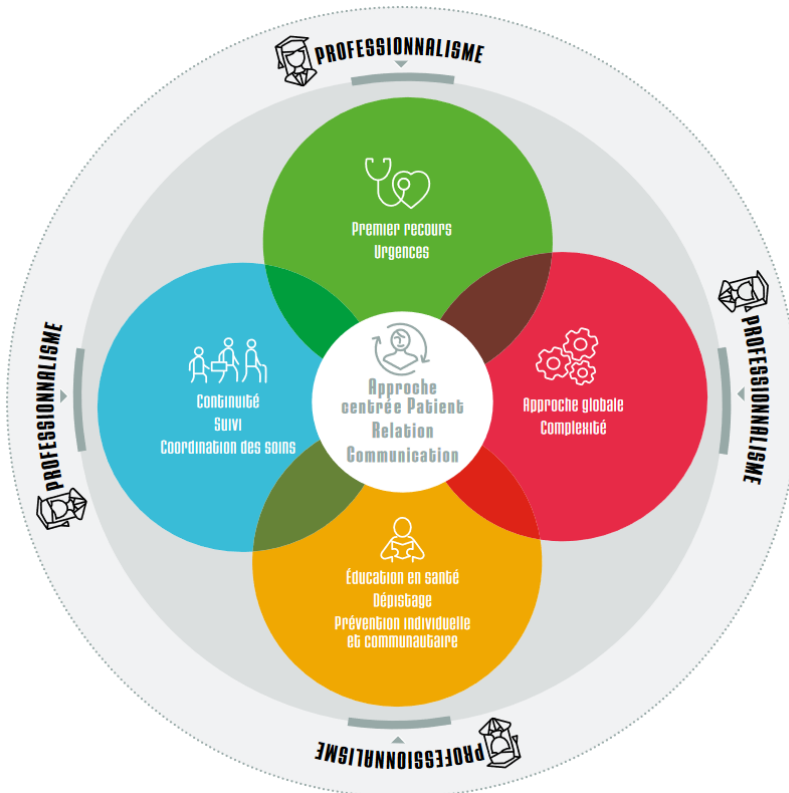 PROFESSIONNALISME
Premier recours
Urgences
PROFESSIONNALISME
PROFESSIONNALISME
Approche
centrée Patient
Relation
Communication
Continuité
Suivi
Coordination des soins
Approche globale
Complexité
Éducation en santé
Dépistage
Prévention individuelle
et communautaire
PROFESSIONNALISME